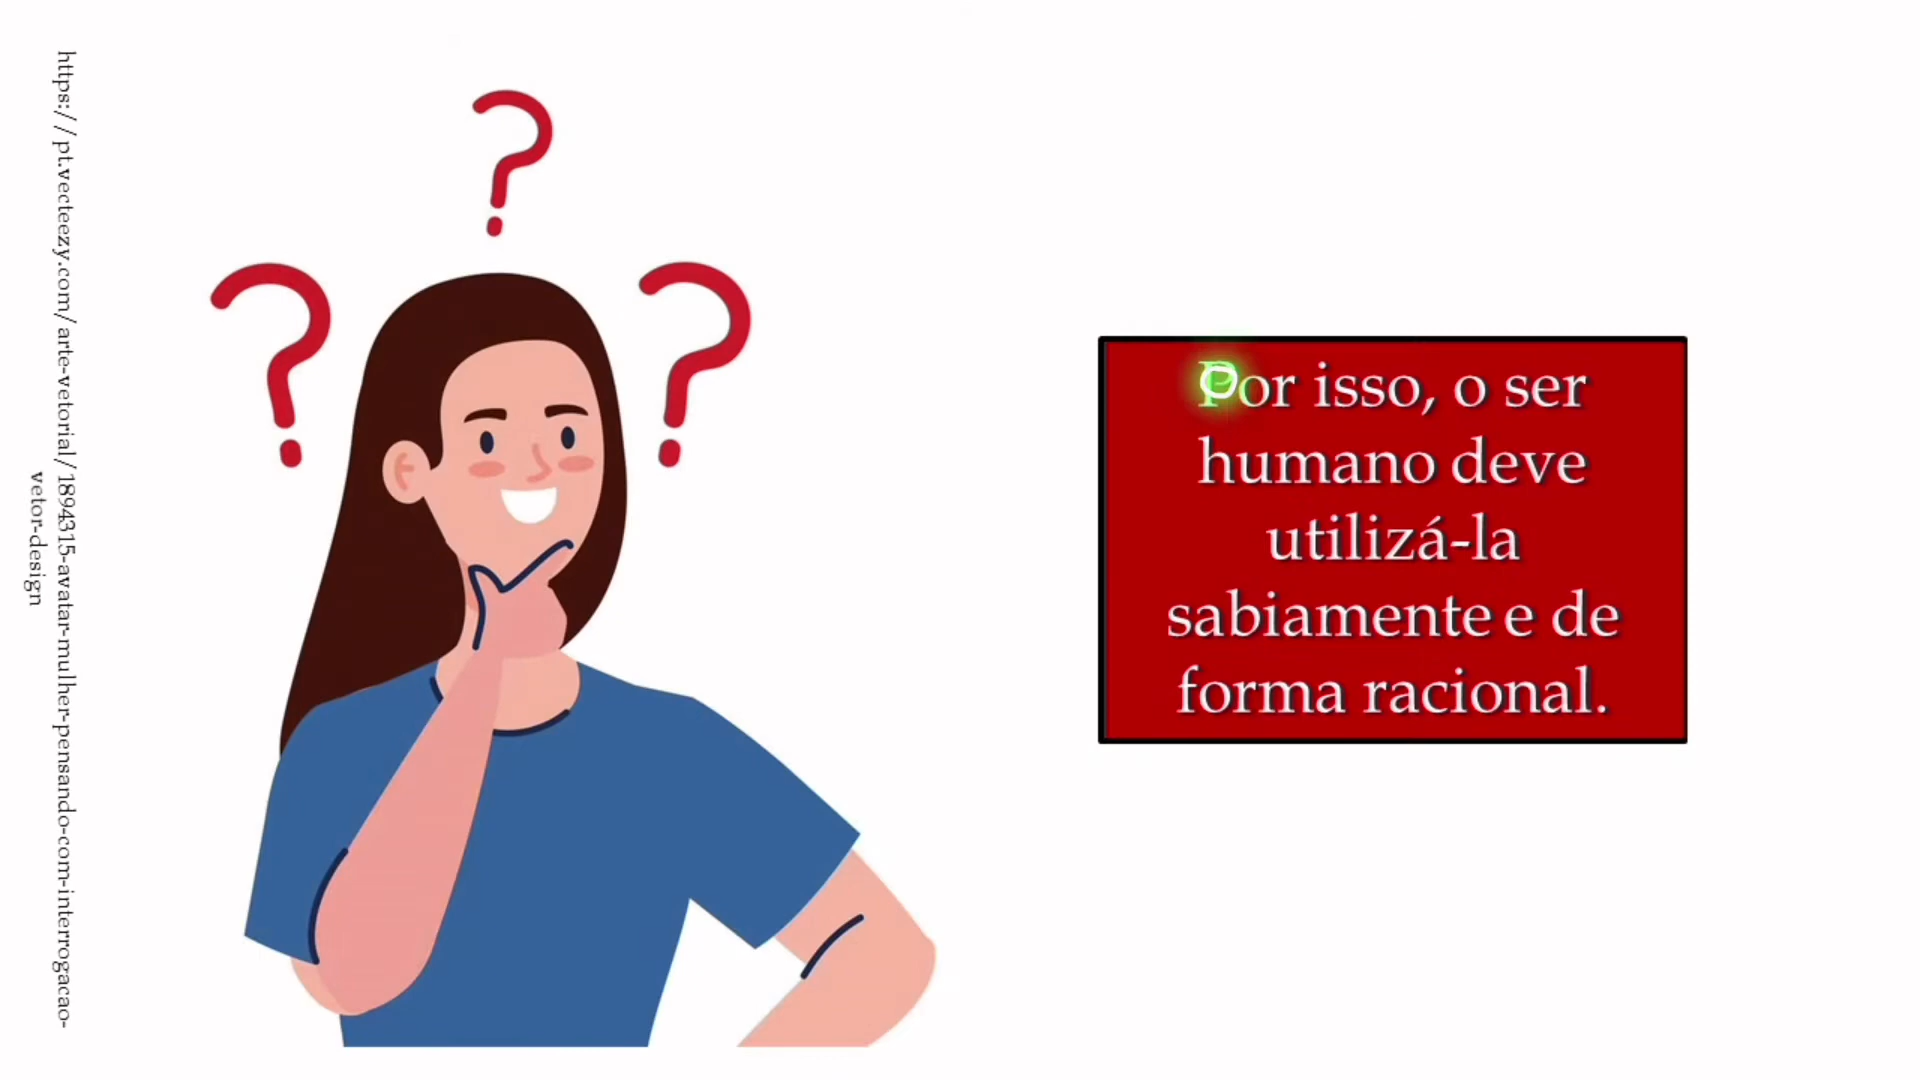 https:// pt.vecteezy.com/ arte-vetorial/ 1894315-avatar-mulher-pensando-com-interrogacao-
vetor-design
Por isso, o ser
humano deve
utilizá-la
sabiamente e de
forma racional.